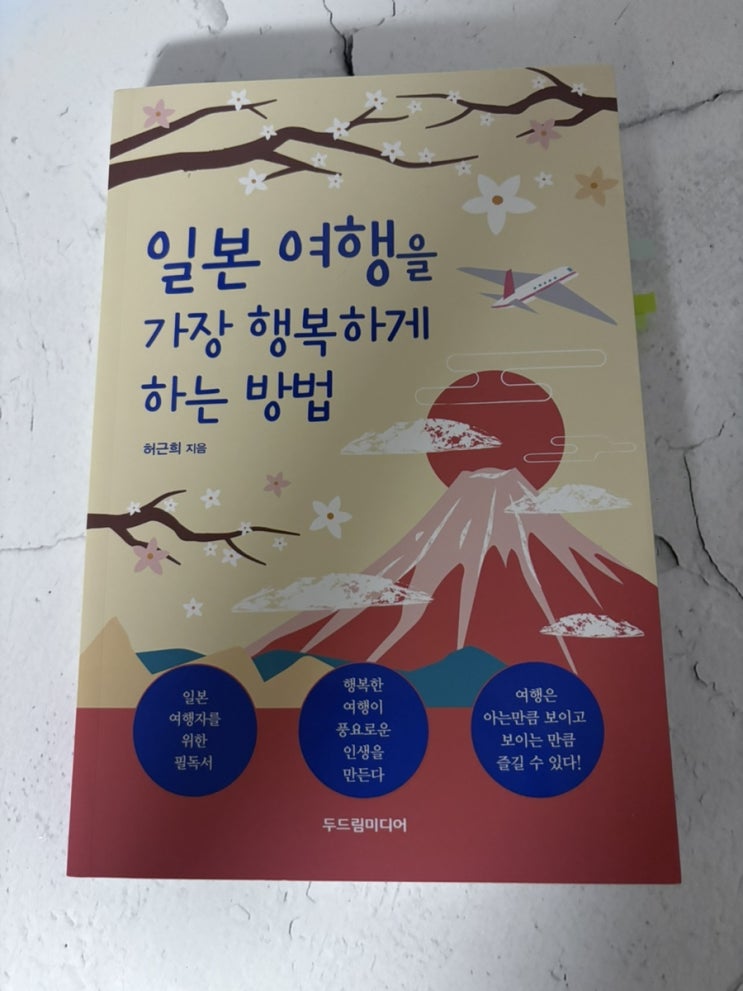 일본 여행을
가장 행복하게
하는 방법
허근희 지음
일본
여행자를
위한
필독서
행복한
여행이
풍요로운
인생을
만든다
여행은
아는만큼 보이고
보이는 만큼
즐길 수 있다!
두드림미디어